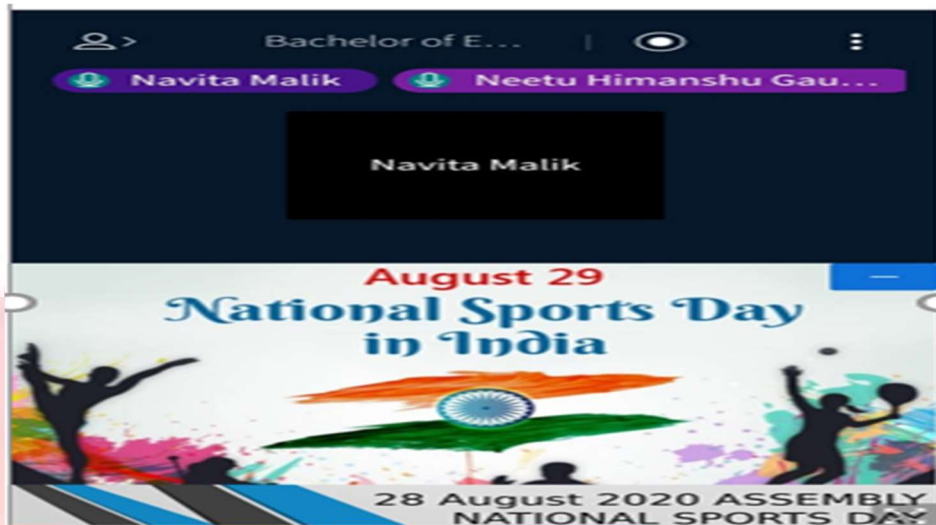 Bachelor of E...
Navita Malik
Neetu Himanshu Gau...
Navita Malik
August 29
National Sports Day
in India
28 August 2020 ASSEMBLY
NATIONAL SPORTS DAY